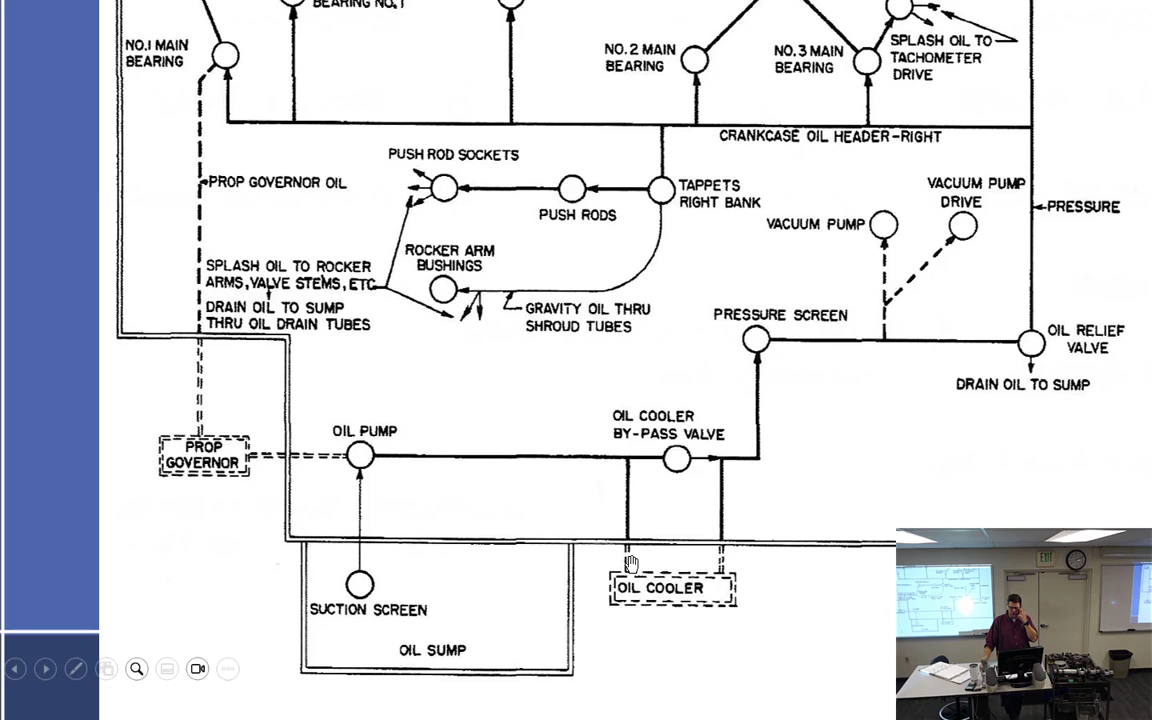 BEARING NO.1
NO.1 MAIN
BEARING
NO.2 MAIN
BEARING
NO.3 MAIN
BEARING
SPLASH OIL TO
TACHOMETER
DRIVE
CRANKCASE OIL HEADER-RIGHT
PUSH ROD SOCKETS
PROP GOVERNOR OIL
PUSH RODS
TAPPETS
RIGHT BANK
VACUUM PUMP
DRIVE
VACUUM PUMP
PRESSURE
ROCKER ARM
BUSHINGS
SPLASH OIL TO ROCKER
ARMS, VALVE STEMS, ETC
DRAIN OIL TO SUMP
THRU OIL DRAIN TUBES
GRAVITY OIL THRU
SHROUD TUBES
PRESSURE SCREEN
OIL RELIEF
VALVE
DRAIN OIL TO SUMP
OIL COOLER
BY-PASS VALVE
OIL PUMP
PROP
GOVERNOR
OIL COOLER
SUCTION SCREEN
OIL SUMP
EXIT